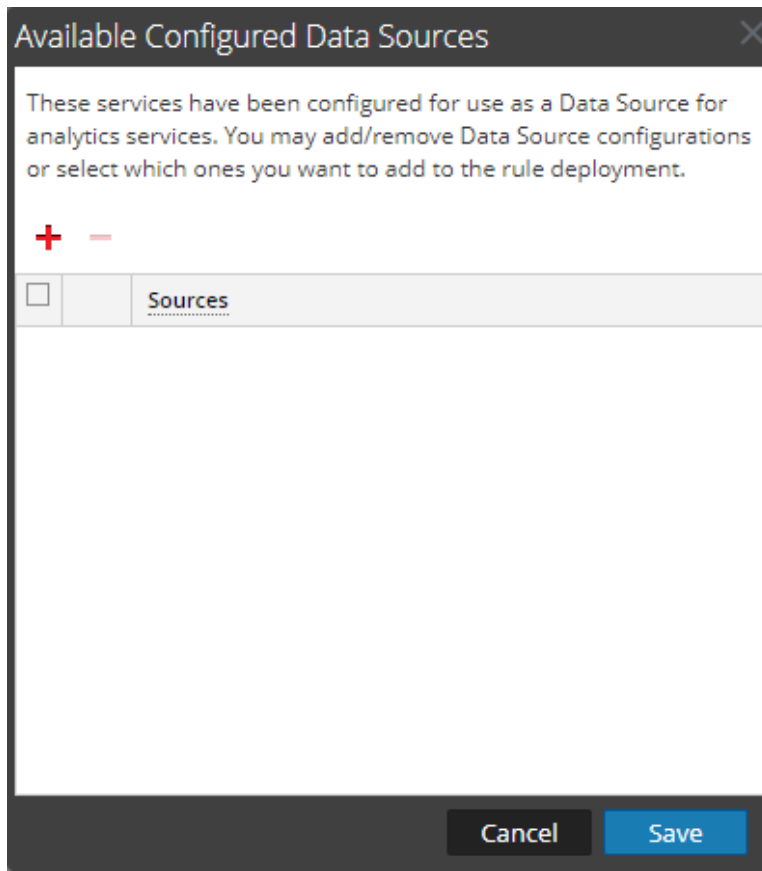 Available Configured Data Sources
These services have been configured for use as a Data Source for
analytics services. You may add/remove Data Source configurations
or select which ones you want to add to the rule deployment.
Sources
Cancel Save